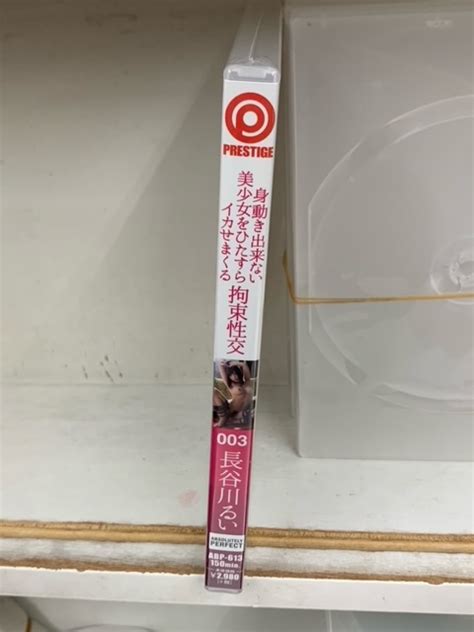 PRESTIGE
身動き出来ない
美少女をひたすら
イカせまくる
拘束性交
003
長谷川るい
ABSOLUTELY
PERFECT
ABP-613
150min.
¥2,980